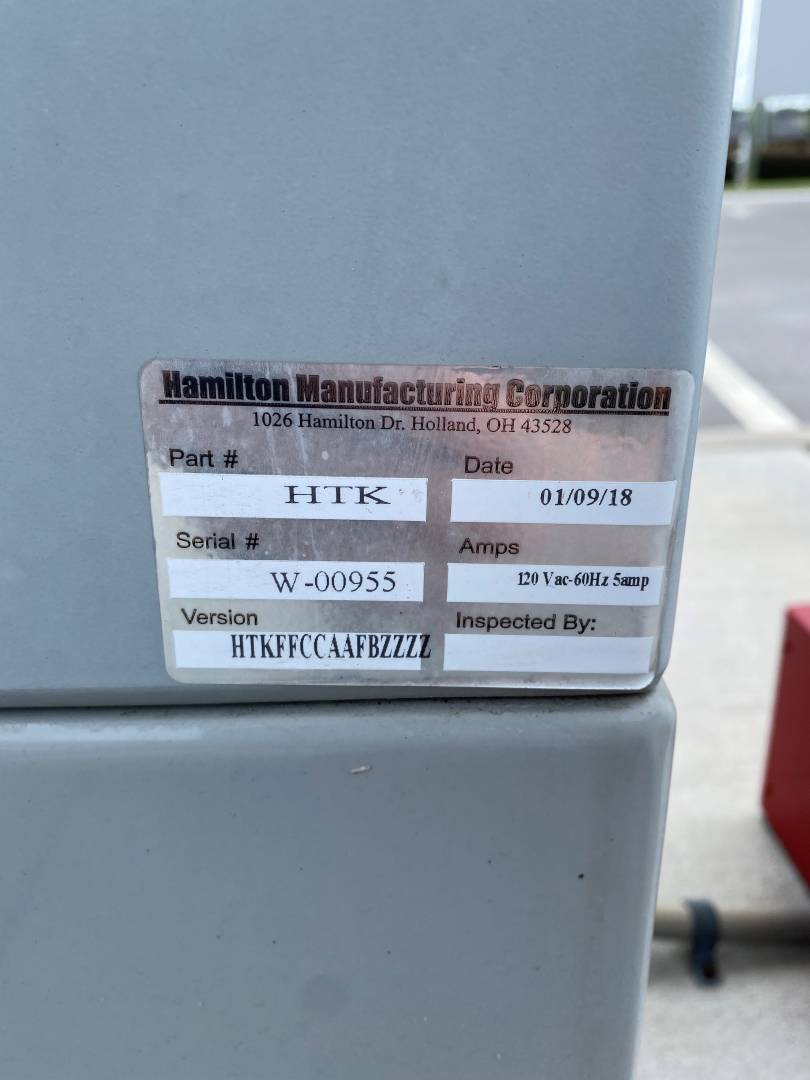 Hamilton Manufacturing Corporation
1026 Hamilton Dr. Holland, OH 43528
Part # Date
HTK 01/09/18
Serial # Amps
W-00955 120 Vac-60Hz 5amp
Version Inspected By:
HTKFFCCAAFBZZZZ